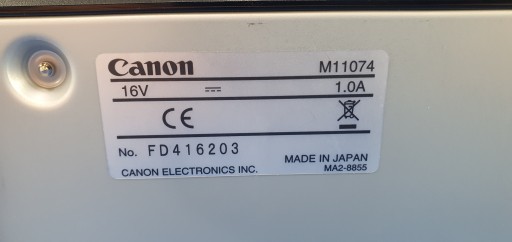 Canon M11074
16V ⎓ 1.0A
CE
No. FD416203
MADE IN JAPAN
CANON ELECTRONICS INC. MA2-8855